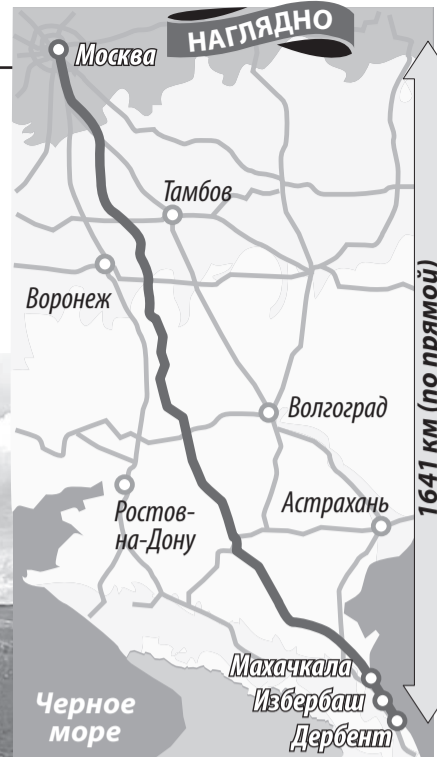 НАГЛЯДНО
Москва
Тамбов
Воронеж
Волгоград
Астрахань
Ростов-
на-Дону
1641 км (по прямой)
Махачкала
Избербаш
Дербент
Черное
море